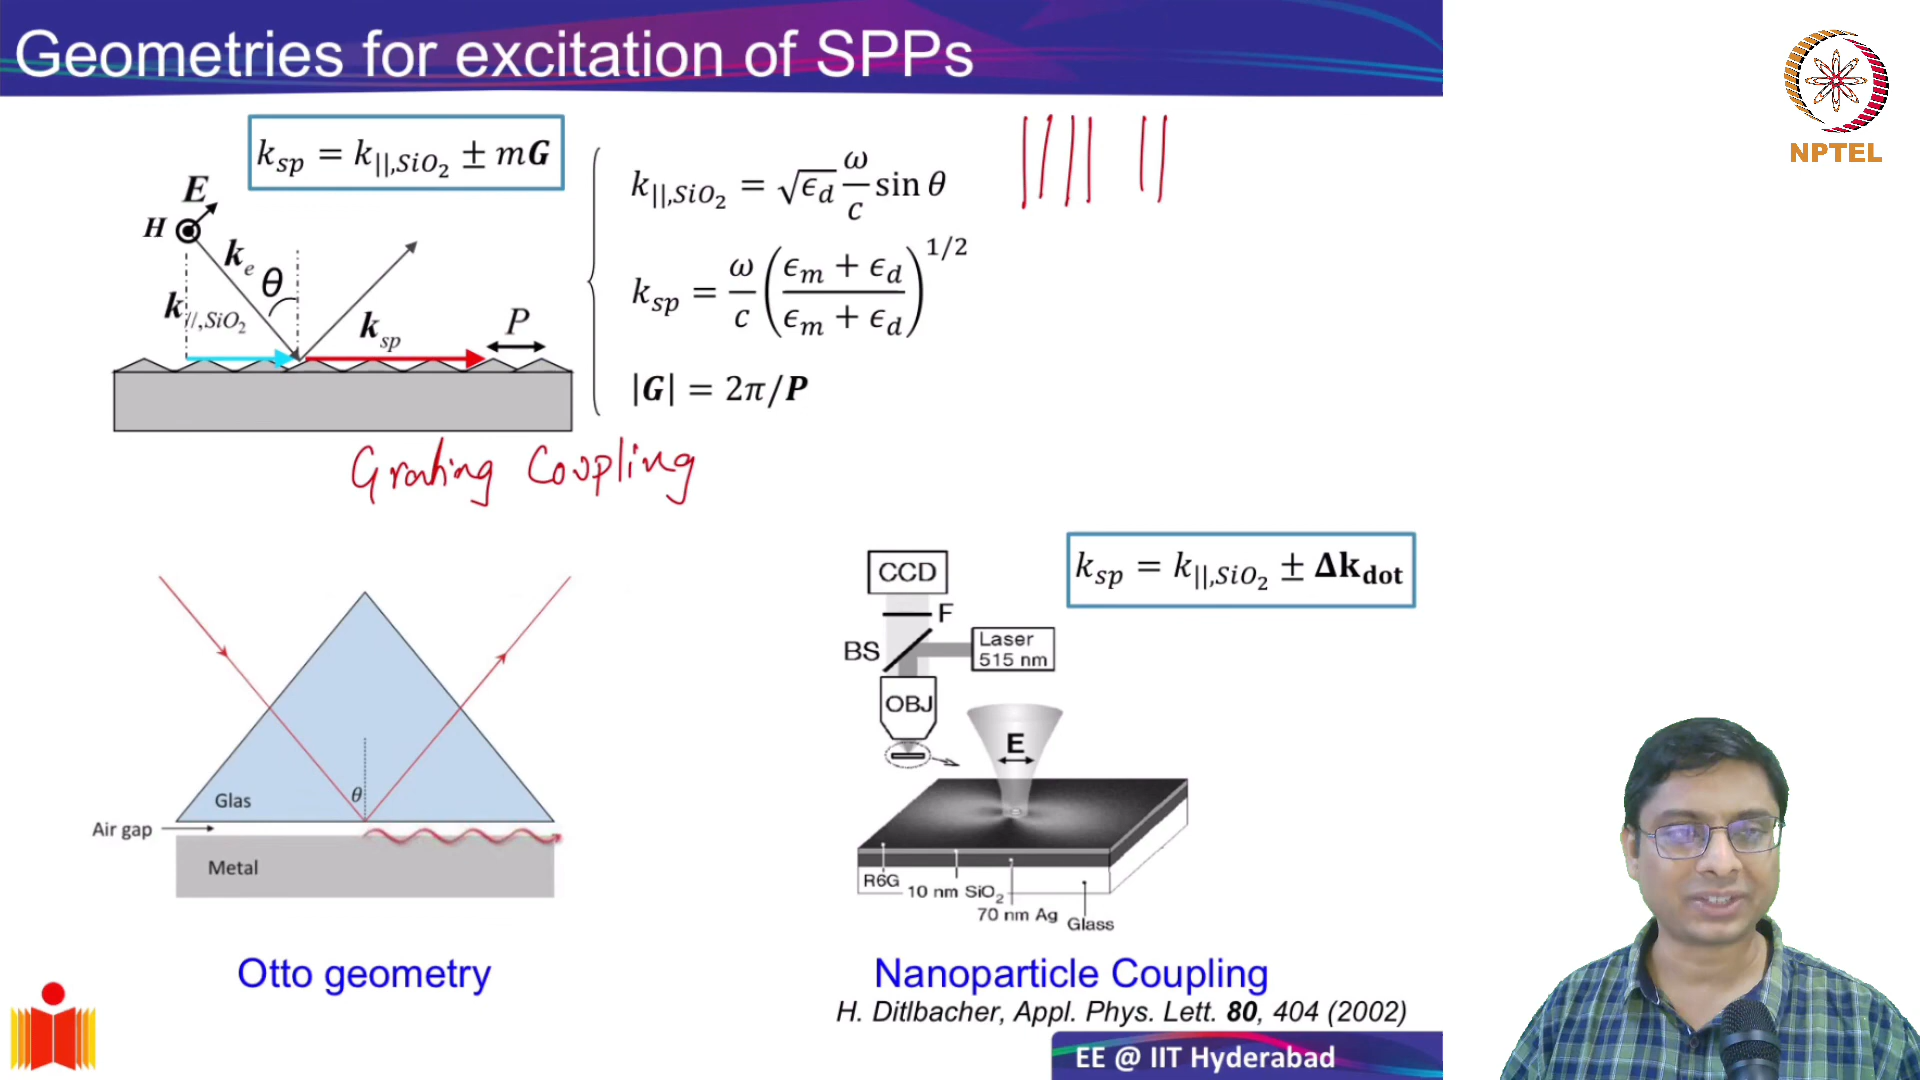 Geometries for excitation of SPPs
NPTEL
k_sp = k_||,SiO₂ ± mG
E
H
k_e
θ
k_//,SiO₂
k_sp
P
k_||,SiO₂ = √ϵ_d ω/c sin θ
k_sp = ω/c ((ϵ_m + ϵ_d)/(ϵ_m + ϵ_d))^1/2
|G| = 2π/P
Grating Coupling
θ
Glas
Air gap
Metal
Otto geometry
k_sp = k_||,SiO₂ ± Δk_dot
CCD
F
BS
Laser
515 nm
OBJ
E
R6G
10 nm SiO₂
70 nm Ag
Glass
Nanoparticle Coupling
H. Ditlbacher, Appl. Phys. Lett. 80, 404 (2002)
EE @ IIT Hyderabad